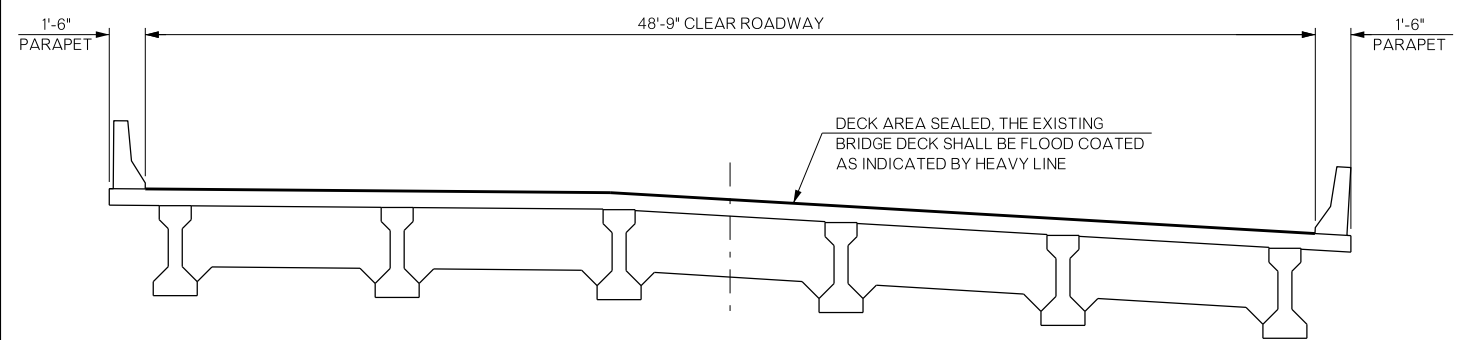 1'-6"
PARAPET
48'-9" CLEAR ROADWAY
1'-6"
PARAPET
DECK AREA SEALED, THE EXISTING
BRIDGE DECK SHALL BE FLOOD COATED
AS INDICATED BY HEAVY LINE